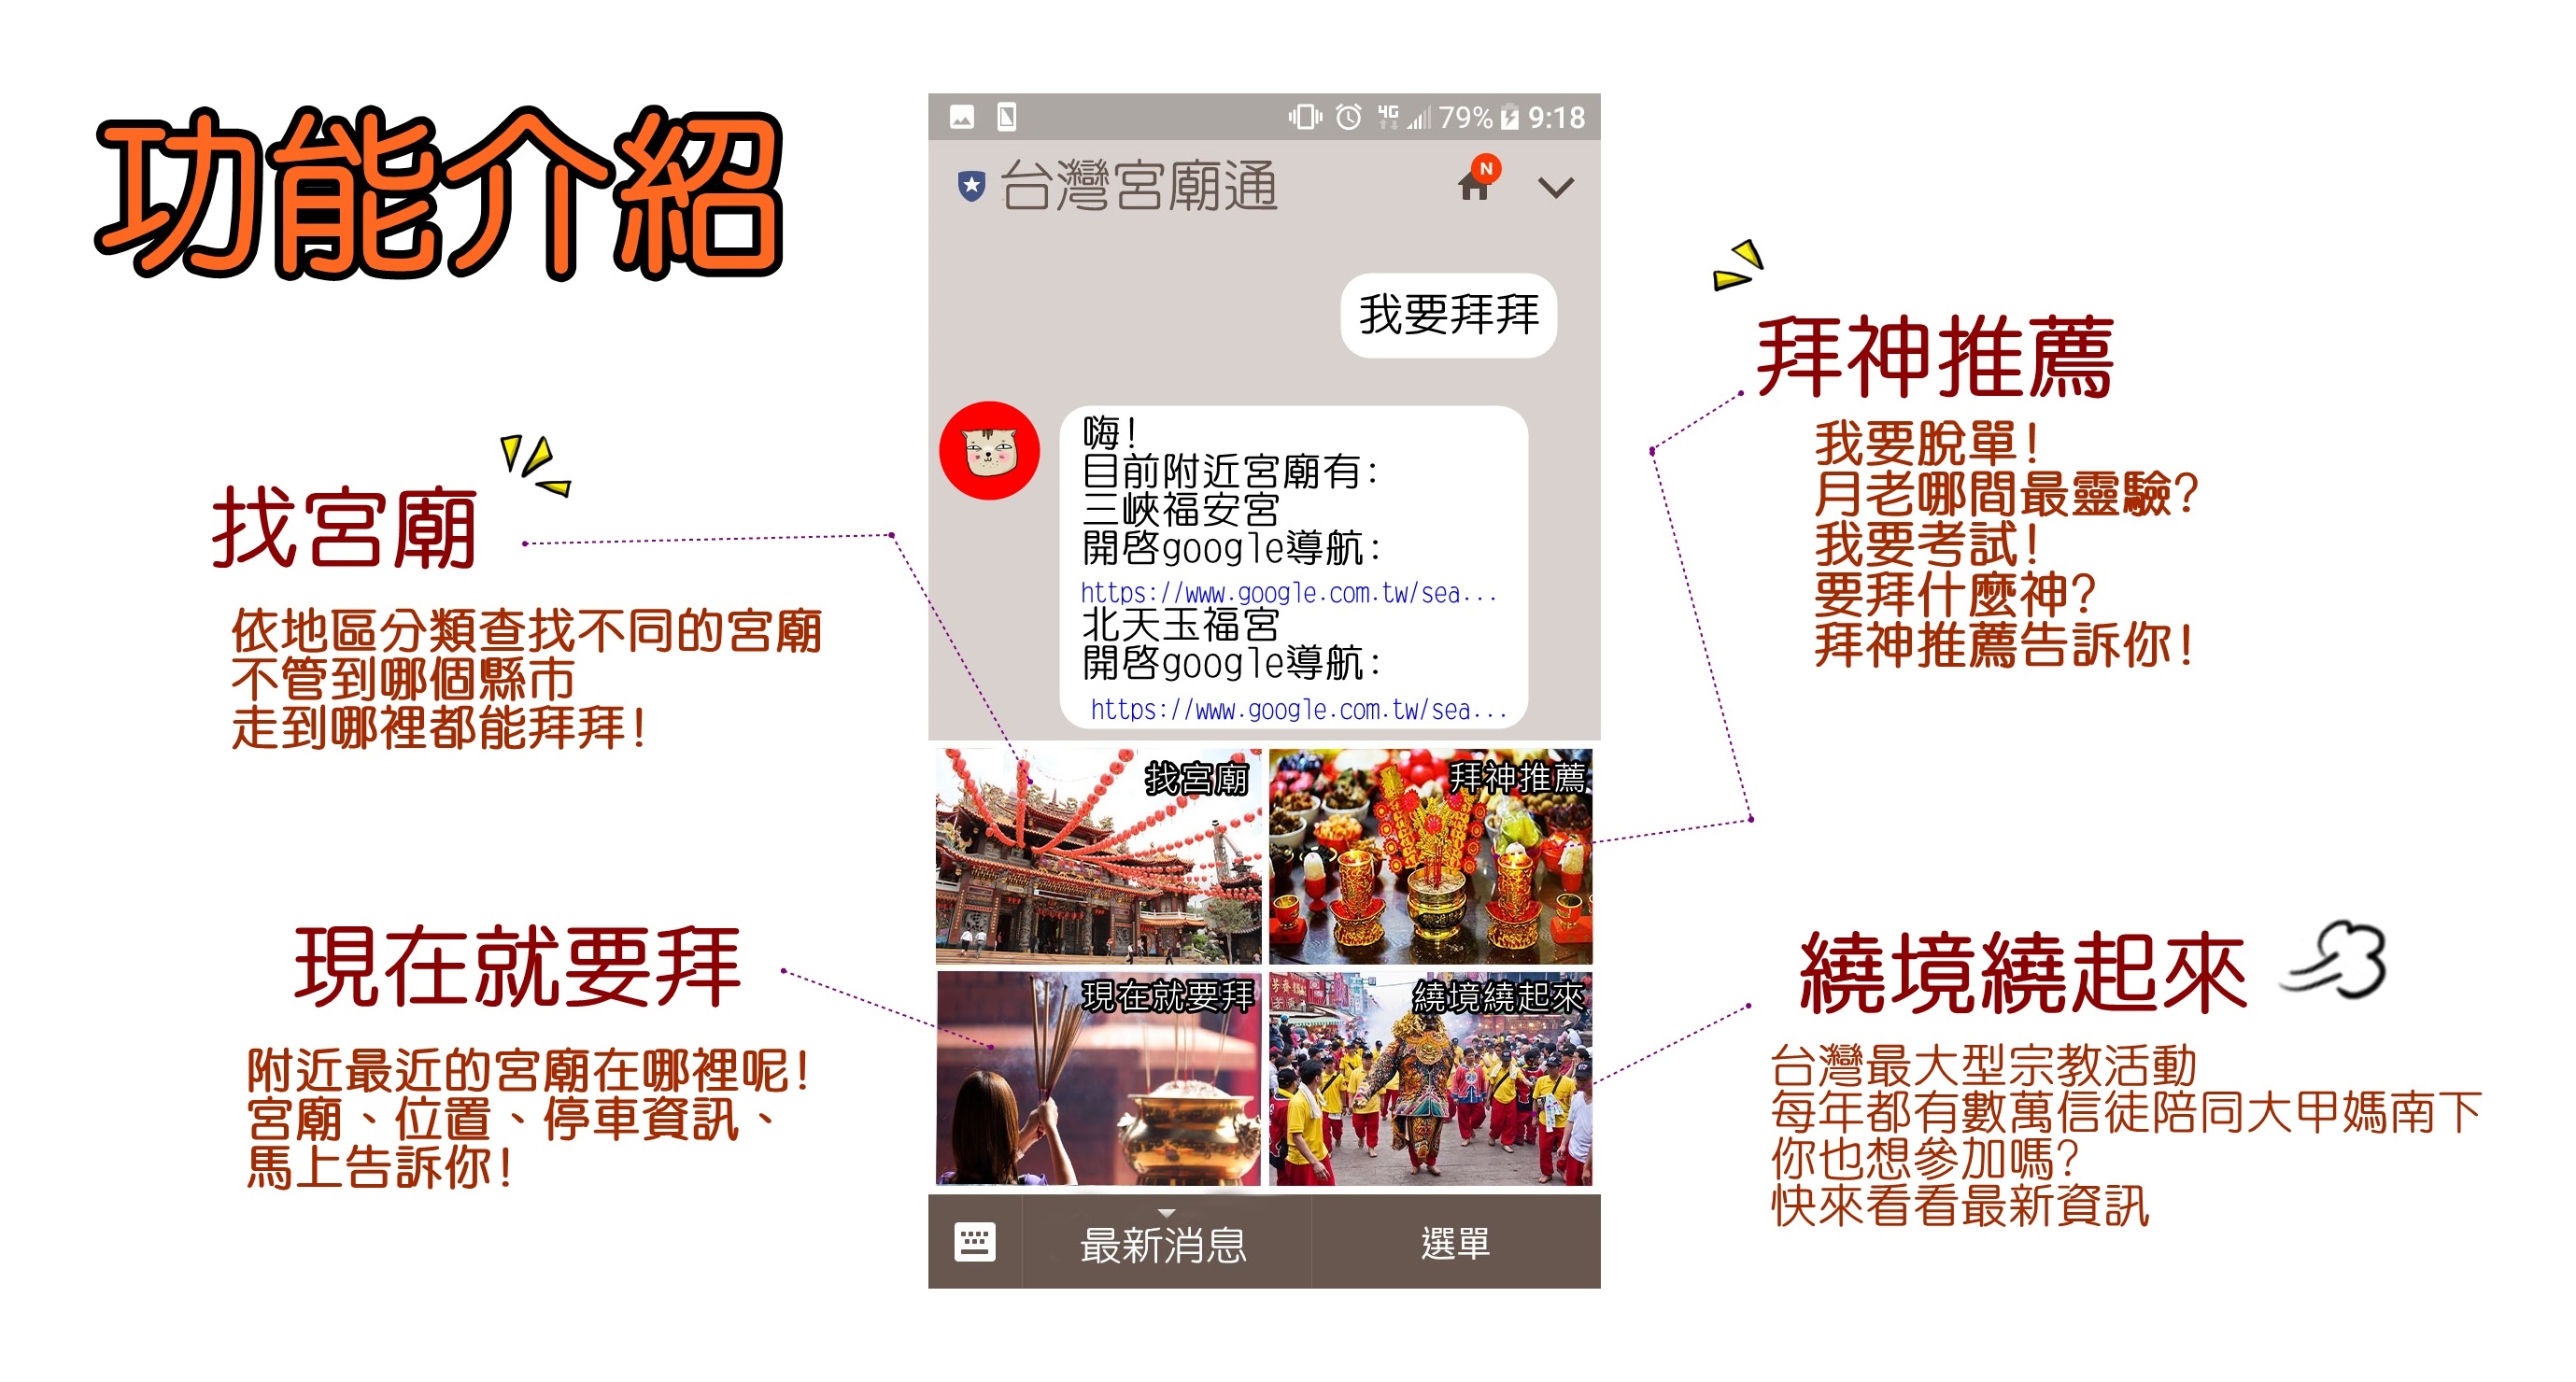 功能介紹
找宮廟
依地區分類查找不同的宮廟
不管到哪個縣市
走到哪裡都能拜拜!
現在就要拜
附近最近的宮廟在哪裡呢!
宮廟、位置、停車資訊、
馬上告訴你!
4G 79% 9:18
台灣宮廟通
N
我要拜拜
嗨!
目前附近宮廟有:
三峽福安宮
開啓google導航:
https://www.google.com.tw/sea...
北天玉福宮
開啓google導航:
https://www.google.com.tw/sea...
找宮廟
拜神推薦
現在就要拜
繞境繞起來
最新消息
選單
拜神推薦
我要脫單!
月老哪間最靈驗?
我要考試!
要拜什麼神?
拜神推薦告訴你!
繞境繞起來
台灣最大型宗教活動
每年都有數萬信徒陪同大甲媽南下
你也想參加嗎?
快來看看最新資訊